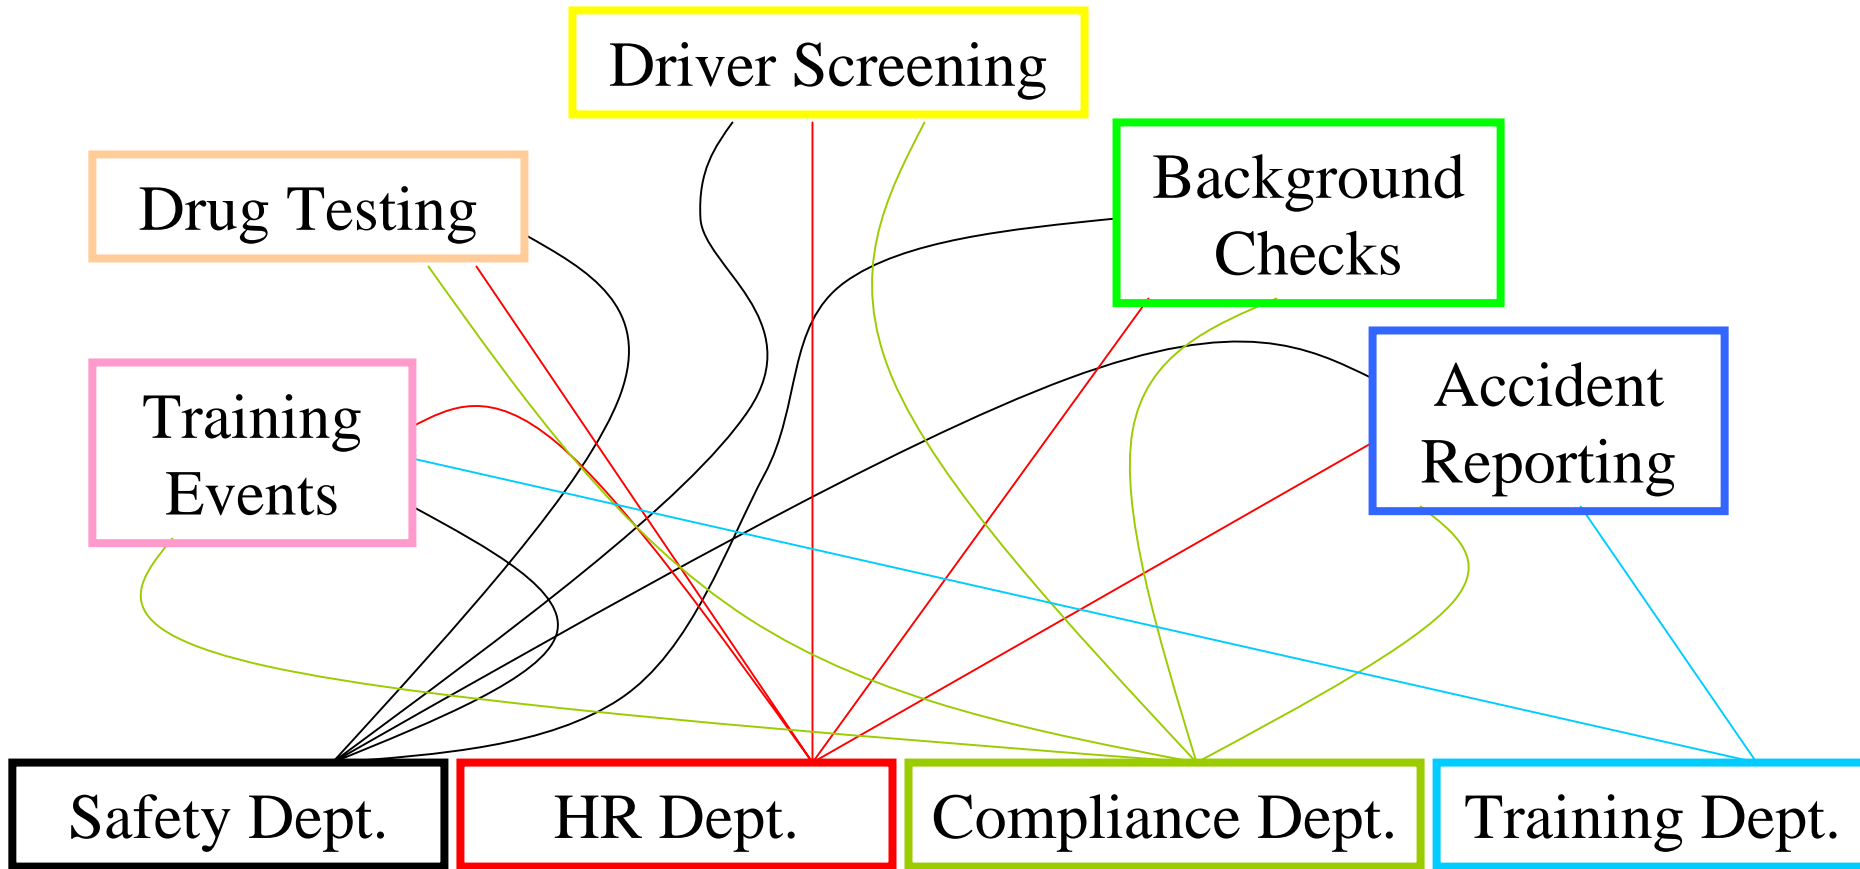 Driver Screening
Drug Testing
Background
Checks
Training
Events
Accident
Reporting
Safety Dept.
HR Dept.
Compliance Dept.
Training Dept.